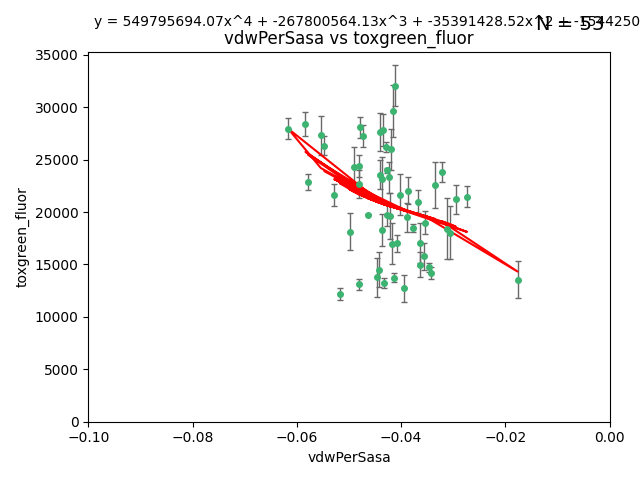 y = 549795694.07x^4 + -267800564.13x^3 + -35391428.52x^2 + -1544250
N = 53
vdwPerSasa vs toxgreen_fluor
35000
30000
25000
20000
15000
10000
5000
0
toxgreen_fluor
−0.10 −0.08 −0.06 −0.04 −0.02 0.00
vdwPerSasa